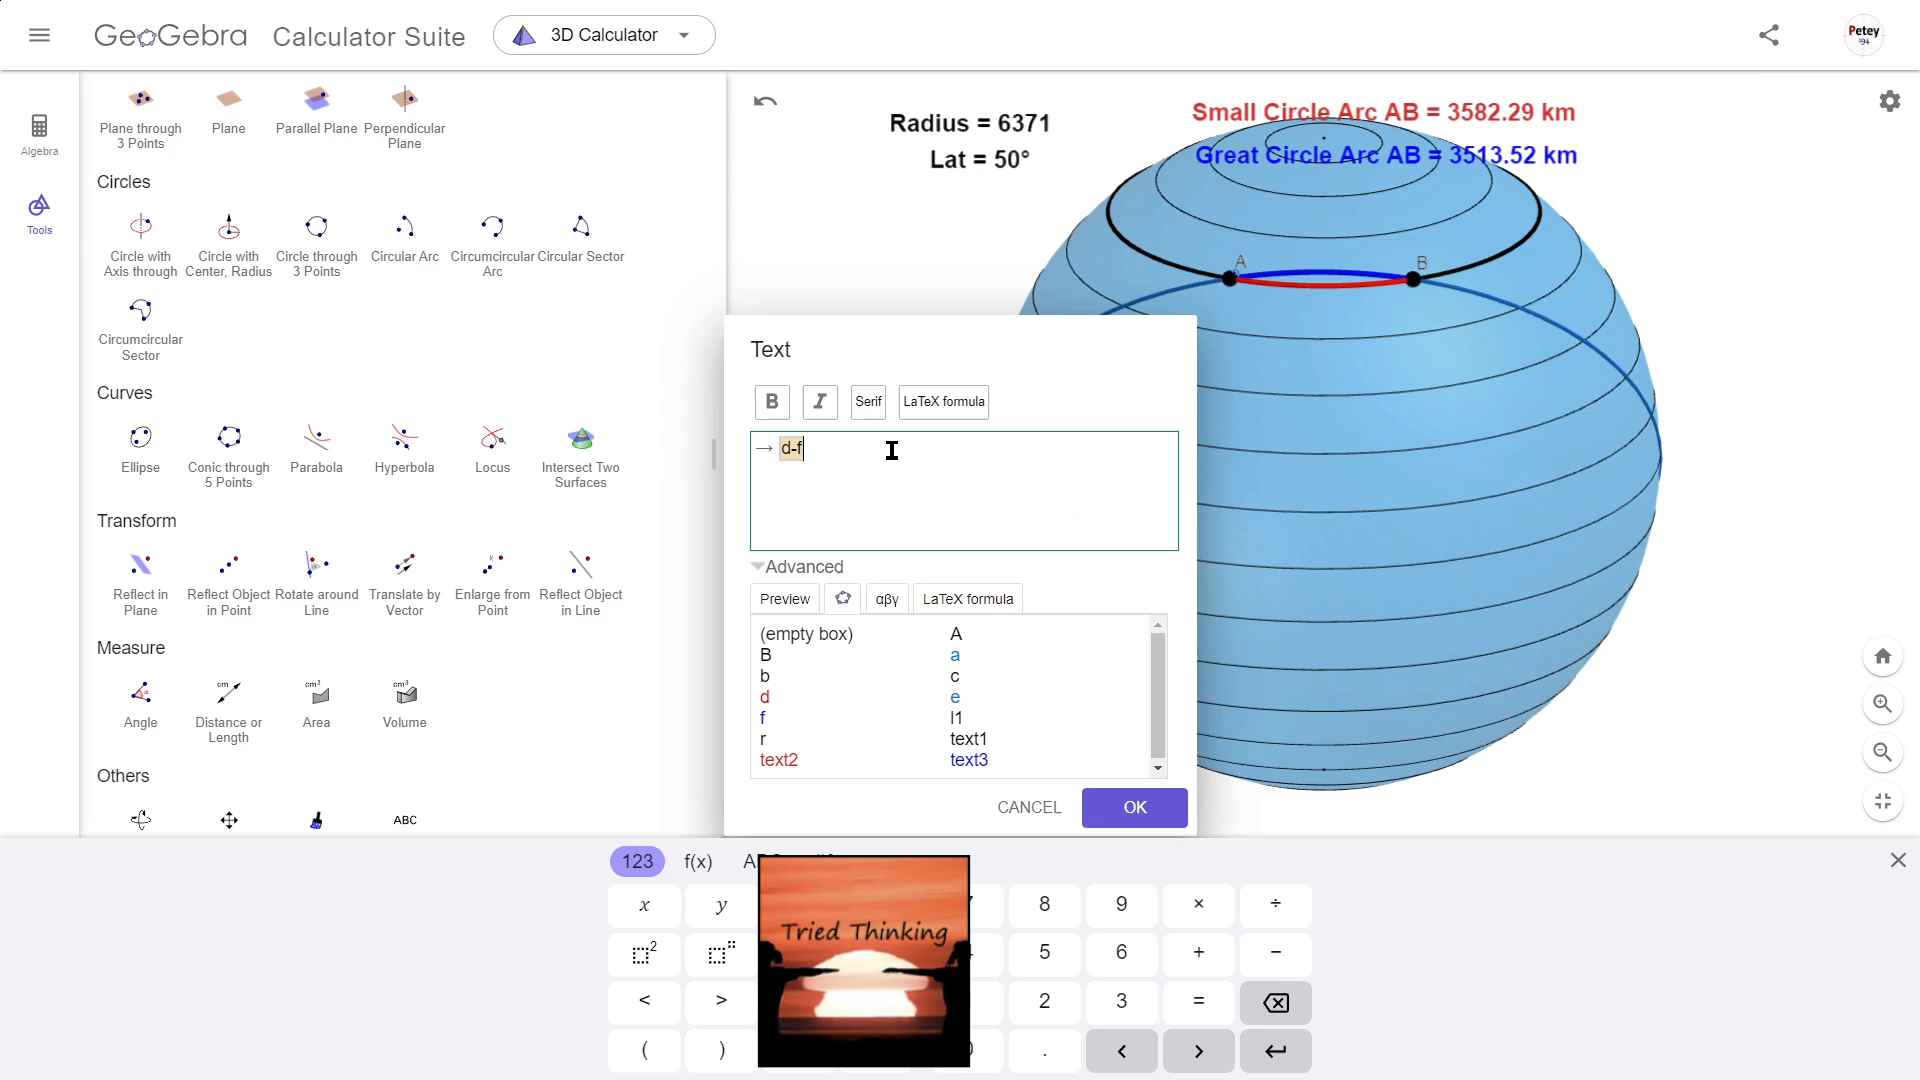 GeoGebra Calculator Suite 3D Calculator
Petey
'94
Algebra
Tools
Plane through
3 Points
Plane
Parallel Plane
Perpendicular
Plane
Circles
Circle with
Axis through
Circle with
Center, Radius
Circle through
3 Points
Circular Arc
Circumcircular
Arc
Circular Sector
Circumcircular
Sector
Curves
Ellipse
Conic through
5 Points
Parabola
Hyperbola
Locus
Intersect Two
Surfaces
Transform
Reflect in
Plane
Reflect Object
in Point
Rotate around
Line
Translate by
Vector
Enlarge from
Point
Reflect Object
in Line
Measure
Angle
cm
Distance or
Length
cm²
Area
cm³
Volume
Others
ABC
Radius = 6371
Lat = 50°
Small Circle Arc AB = 3582.29 km
Great Circle Arc AB = 3513.52 km
A
B
Text
B I Serif LaTeX formula
→ d-f
Advanced
Preview αβγ LaTeX formula
(empty box) A
B a
b c
d e
f l1
r text1
text2 text3
CANCEL OK
123 f(x)
x y 8 9 × ÷
2 5 6 + −
< > 2 3 =
( ) . < >
Tried Thinking